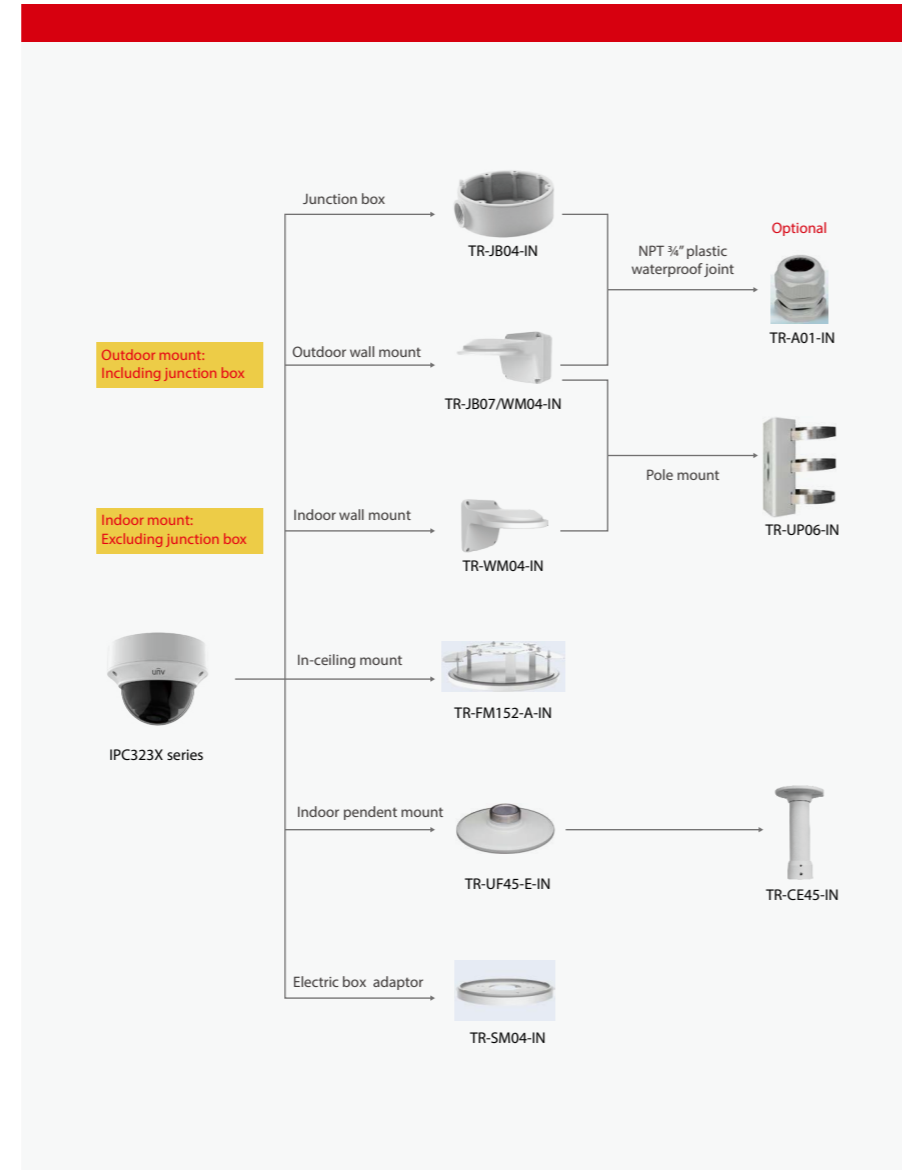 Junction box
TR-JB04-IN
Optional
NPT ¾” plastic
waterproof joint
TR-A01-IN
Outdoor mount:
Including junction box
Outdoor wall mount
TR-JB07/WM04-IN
Pole mount
TR-UP06-IN
Indoor mount:
Excluding junction box
Indoor wall mount
TR-WM04-IN
unv
IPC323X series
In-ceiling mount
TR-FM152-A-IN
Indoor pendent mount
TR-UF45-E-IN
TR-CE45-IN
Electric box adaptor
TR-SM04-IN